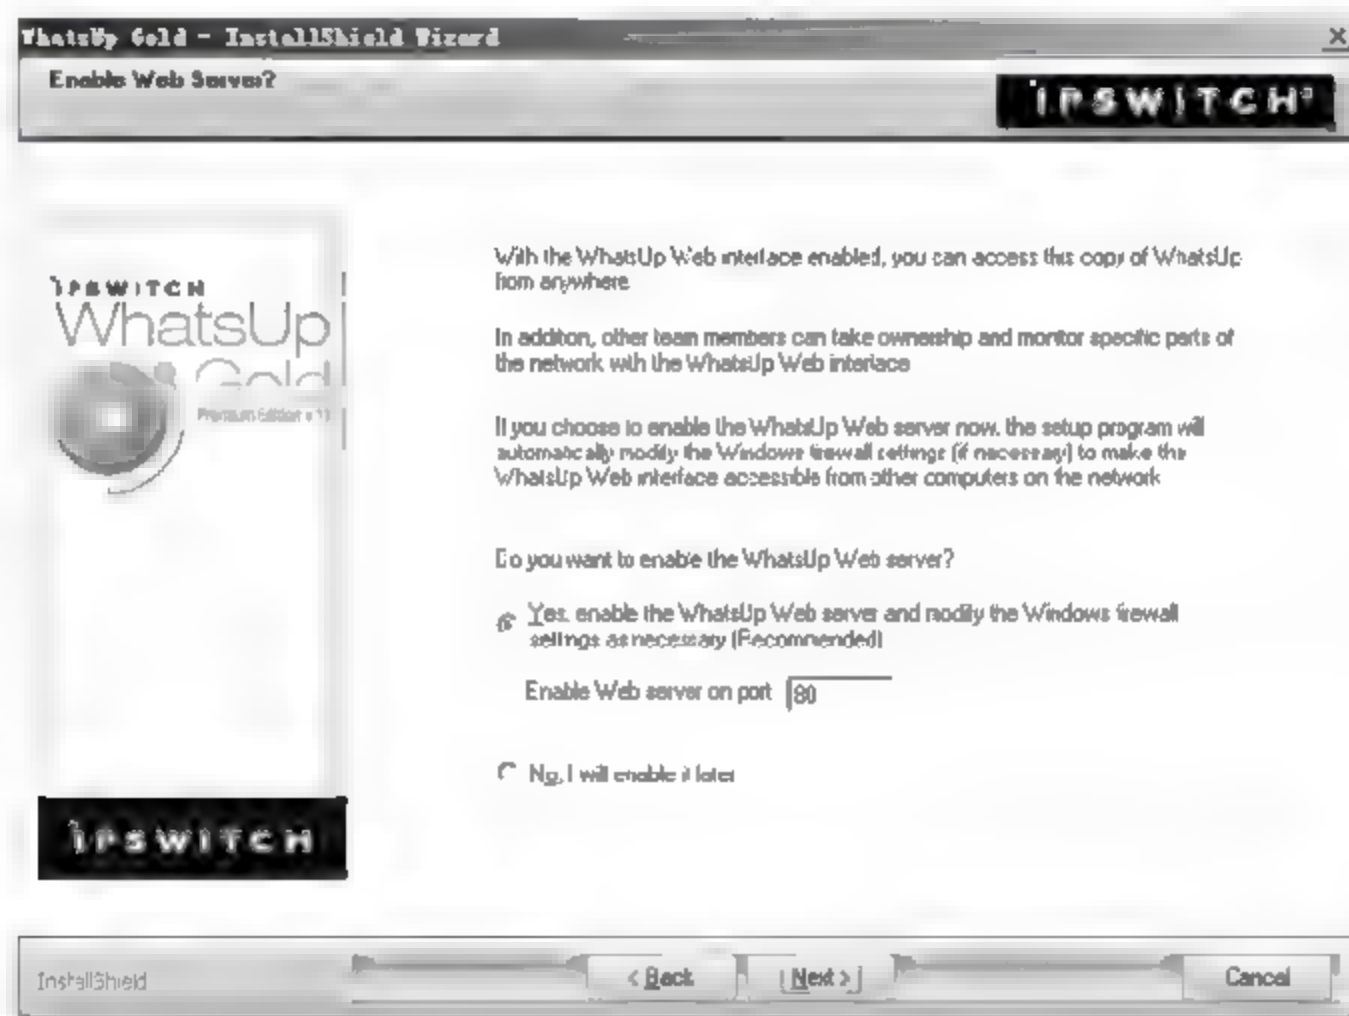 WhatsUp Gold - InstallShield Wizard
Enable Web Server?
IPSWITCH
IPSWITCH
WhatsUp
Gold
Premium Edition v11
With the WhatsUp Web interface enabled, you can access this copy of WhatsUp
from anywhere
In addition, other team members can take ownership and monitor specific parts of
the network with the WhatsUp Web interface
If you choose to enable the WhatsUp Web server now, the setup program will
automatically modify the Windows firewall settings (if necessary) to make the
WhatsUp Web interface accessible from other computers on the network
Do you want to enable the WhatsUp Web server?
Yes, enable the WhatsUp Web server and modify the Windows firewall
settings as necessary (Recommended)
Enable Web server on port 80
No, I will enable it later
IPSWITCH
InstallShield
< Back
Next >
Cancel